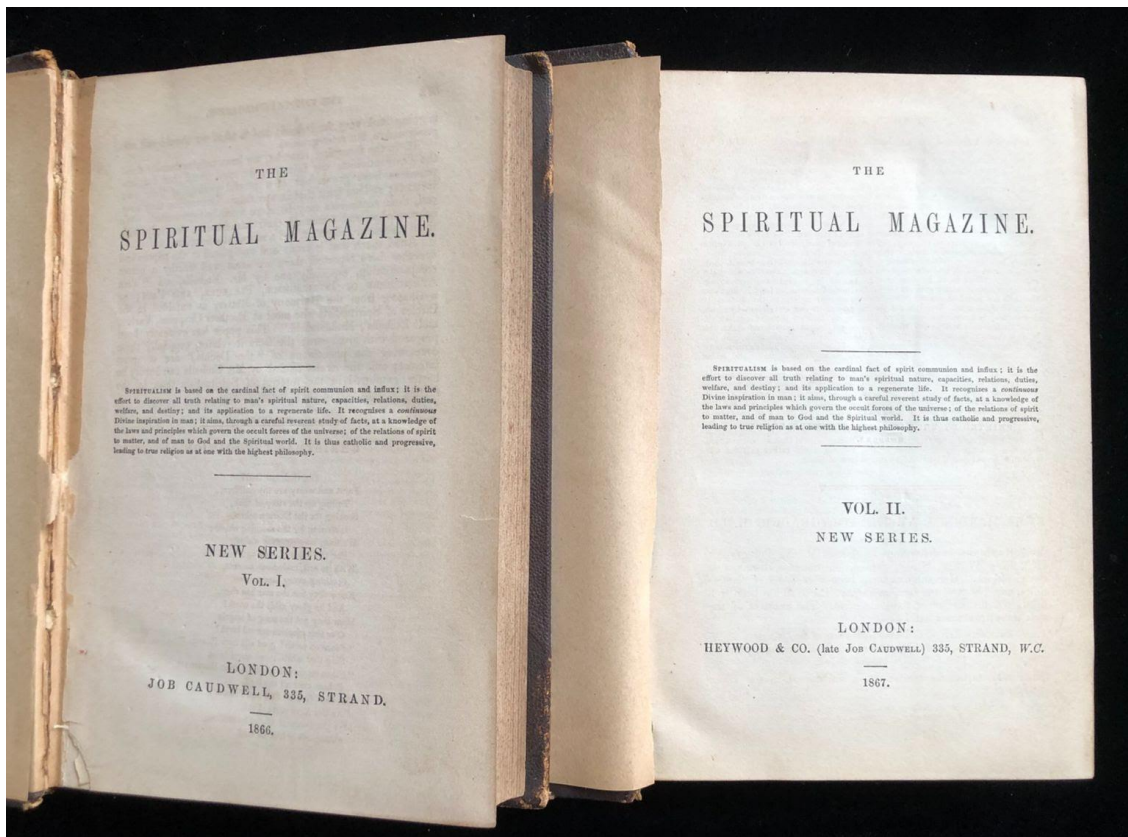 THE
SPIRITUAL MAGAZINE.
SPIRITUALISM is based on the cardinal fact of spirit communion and influx; it is the
effort to discover all truth relating to man's spiritual nature, capacities, relations, duties,
welfare, and destiny; and its application to a regenerate life. It recognises a continuous
Divine inspiration in man; it aims, through a careful reverent study of facts, at a knowledge of
the laws and principles which govern the occult forces of the universe; of the relations of spirit
to matter, and of man to God and the Spiritual world. It is thus catholic and progressive,
leading to true religion as at one with the highest philosophy.
NEW SERIES.
VOL. I.
LONDON:
JOB CAUDWELL, 335, STRAND.
1866.
THE
SPIRITUAL MAGAZINE.
SPIRITUALISM is based on the cardinal fact of spirit communion and influx; it is the
effort to discover all truth relating to man's spiritual nature, capacities, relations, duties,
welfare, and destiny; and its application to a regenerate life. It recognizes a continuous
Divine inspiration in man; it aims, through a careful reverent study of facts, at a knowledge of
the laws and principles which govern the occult forces of the universe; of the relations of spirit
to matter, and of man to God and the Spiritual world. It is thus catholic and progressive,
leading to true religion as at one with the highest philosophy.
VOL. II.
NEW SERIES.
LONDON:
HEYWOOD & CO. (late JOB CAUDWELL) 335, STRAND, W.C.
1867.